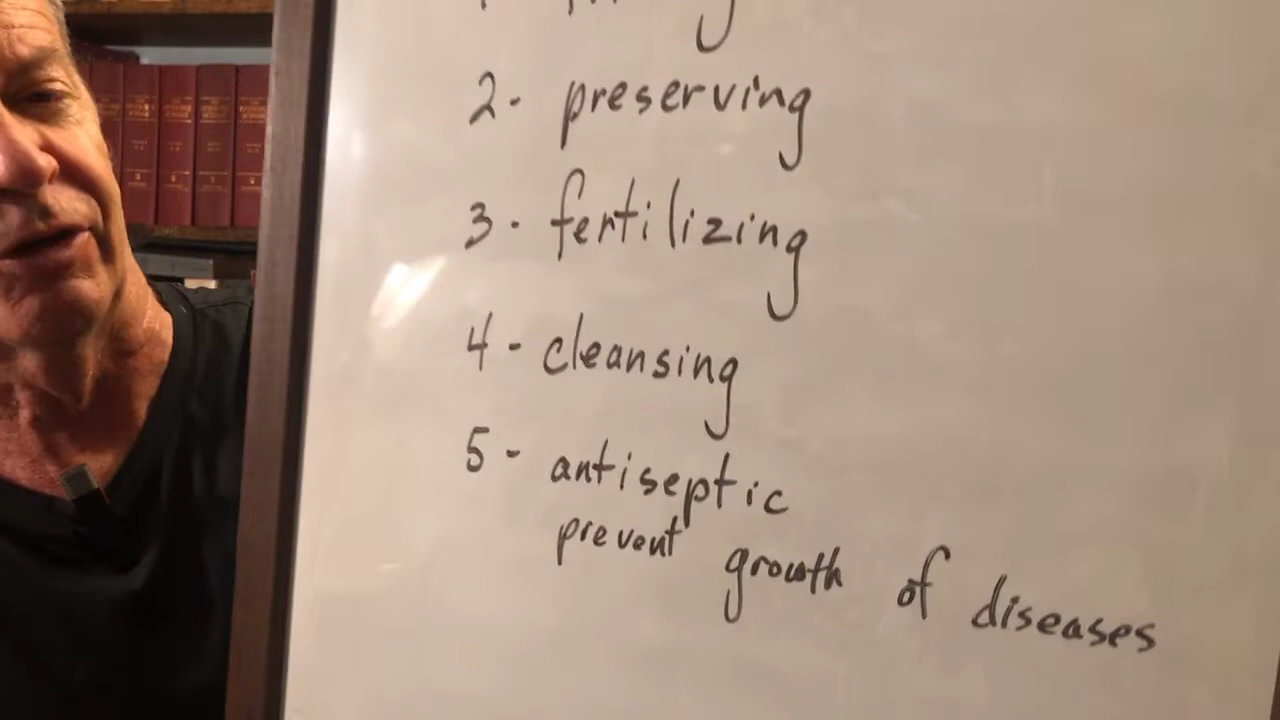 2- preserving
3- fertilizing
4- cleansing
5- antiseptic
prevent growth of diseases